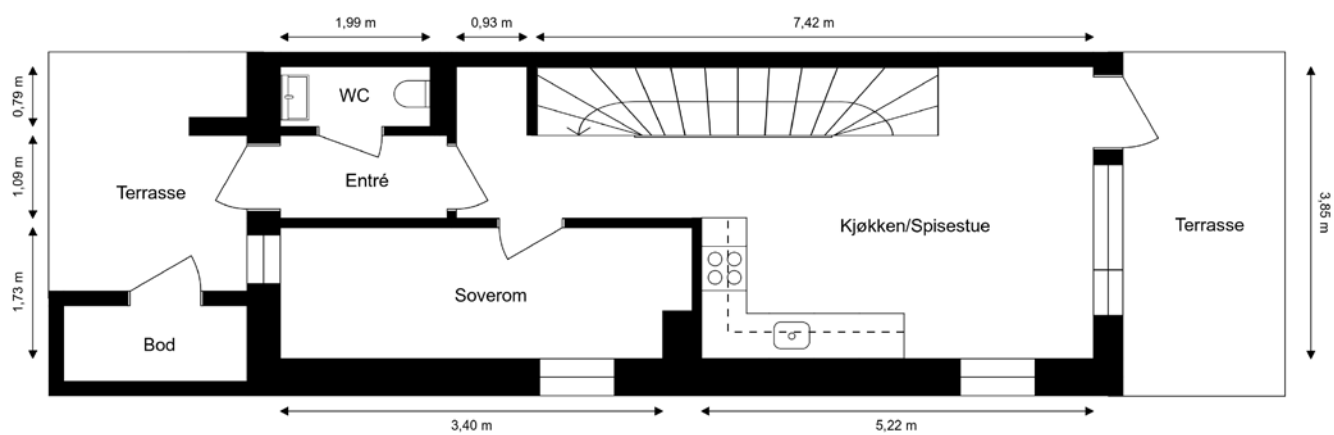 1,99 m
0,93 m
7,42 m
0,79 m
WC
1,09 m
Entré
Terrasse
Kjøkken/Spisestue
Terrasse
3,85 m
1,73 m
Soverom
Bod
3,40 m
5,22 m